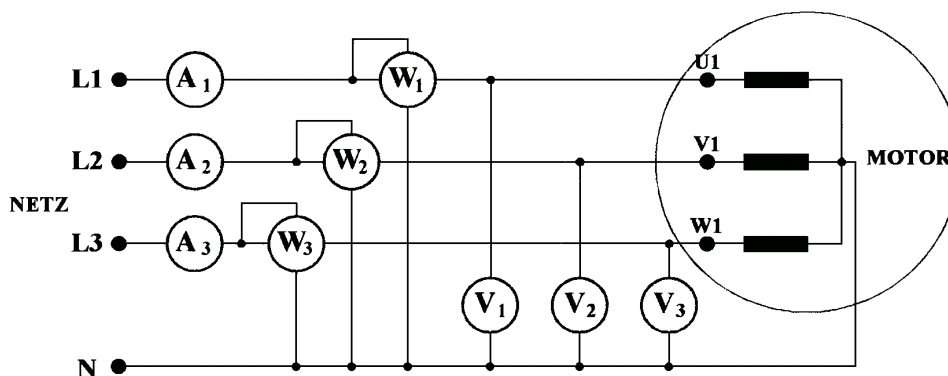 U1
L1 A1 W1
V1
L2 A2 W2 MOTOR
NETZ
W1
L3 A3 W3
V1 V2 V3
N